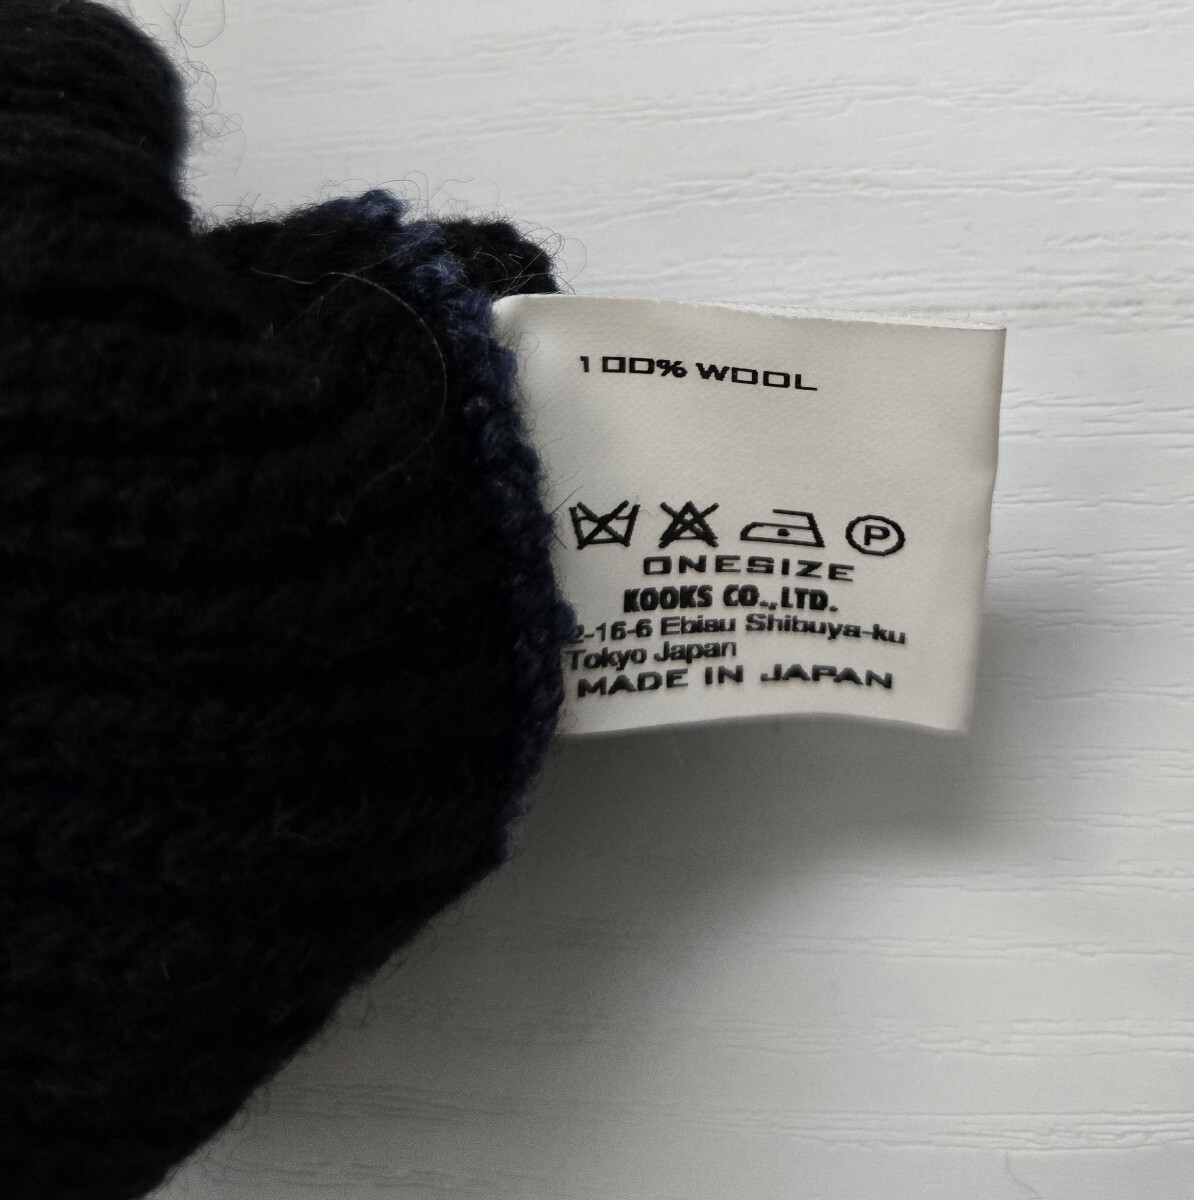 100% WOOL
P
ONESIZE
KOOKS CO.,LTD.
2-16-6 Ebisu Shibuya-ku
Tokyo Japan
MADE IN JAPAN